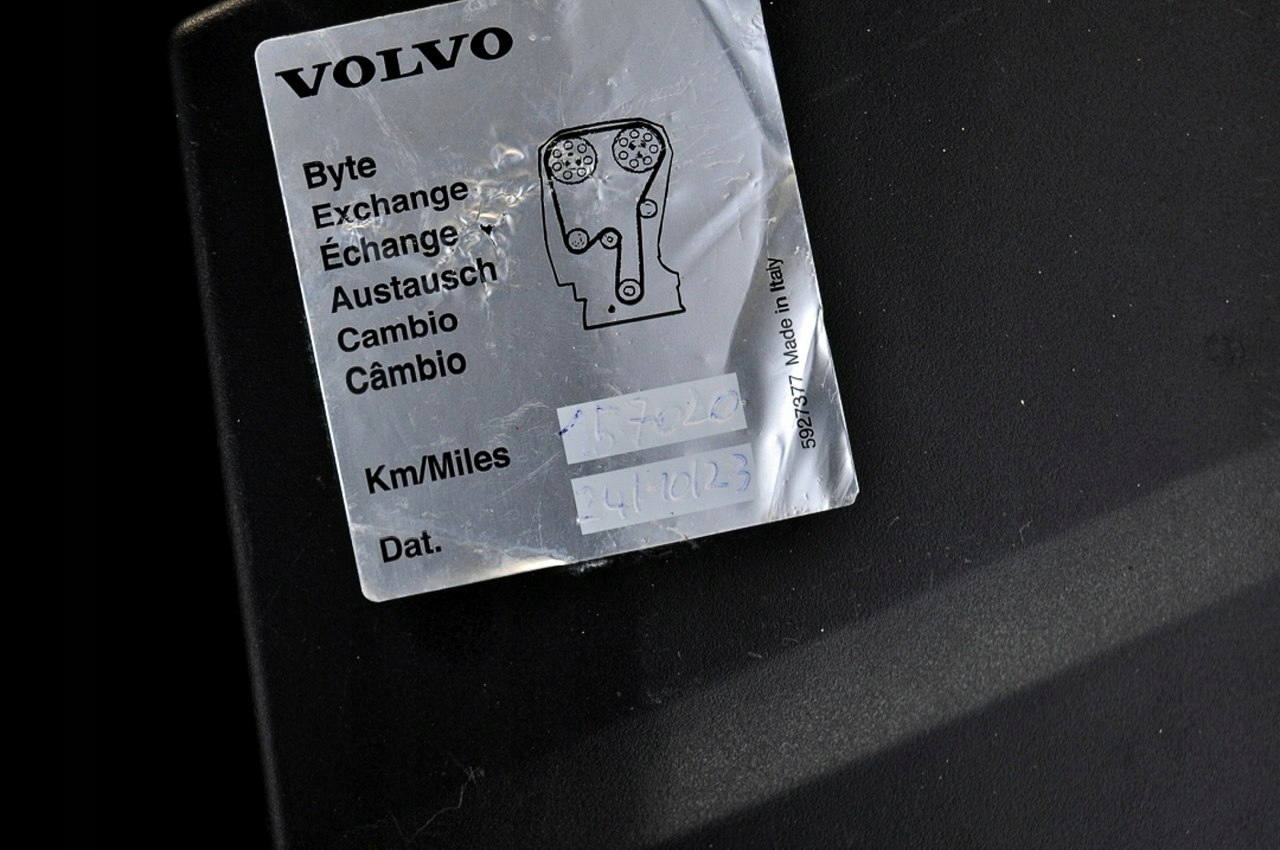 VOLVO
Byte
Exchange
Échange
Austausch
Cambio
Câmbio
Km/Miles
157020
Dat.
24/10/23
5927377 Made in Italy